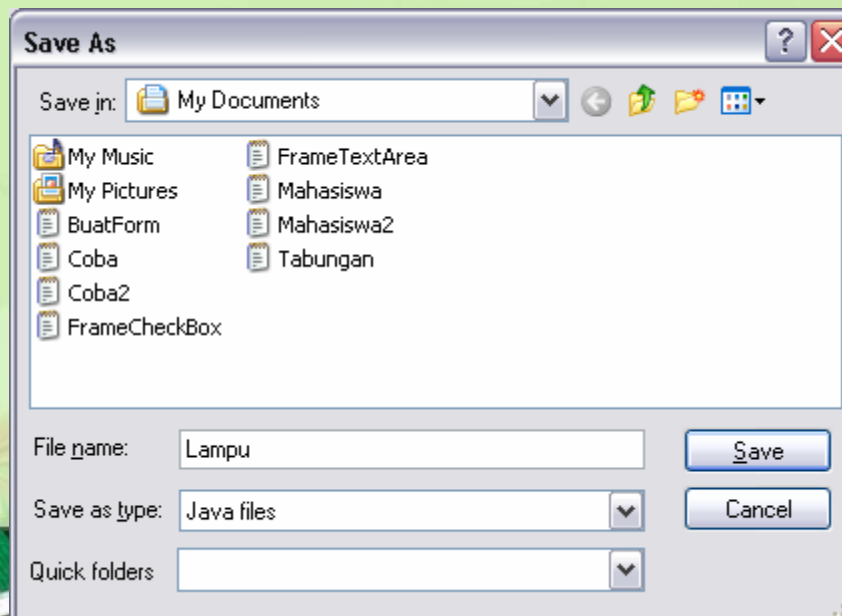 Save As
Save in: My Documents
My Music
My Pictures
BuatForm
Coba
Coba2
FrameCheckBox
FrameTextArea
Mahasiswa
Mahasiswa2
Tabungan
File name: Lampu
Save
Save as type: Java files
Cancel
Quick folders